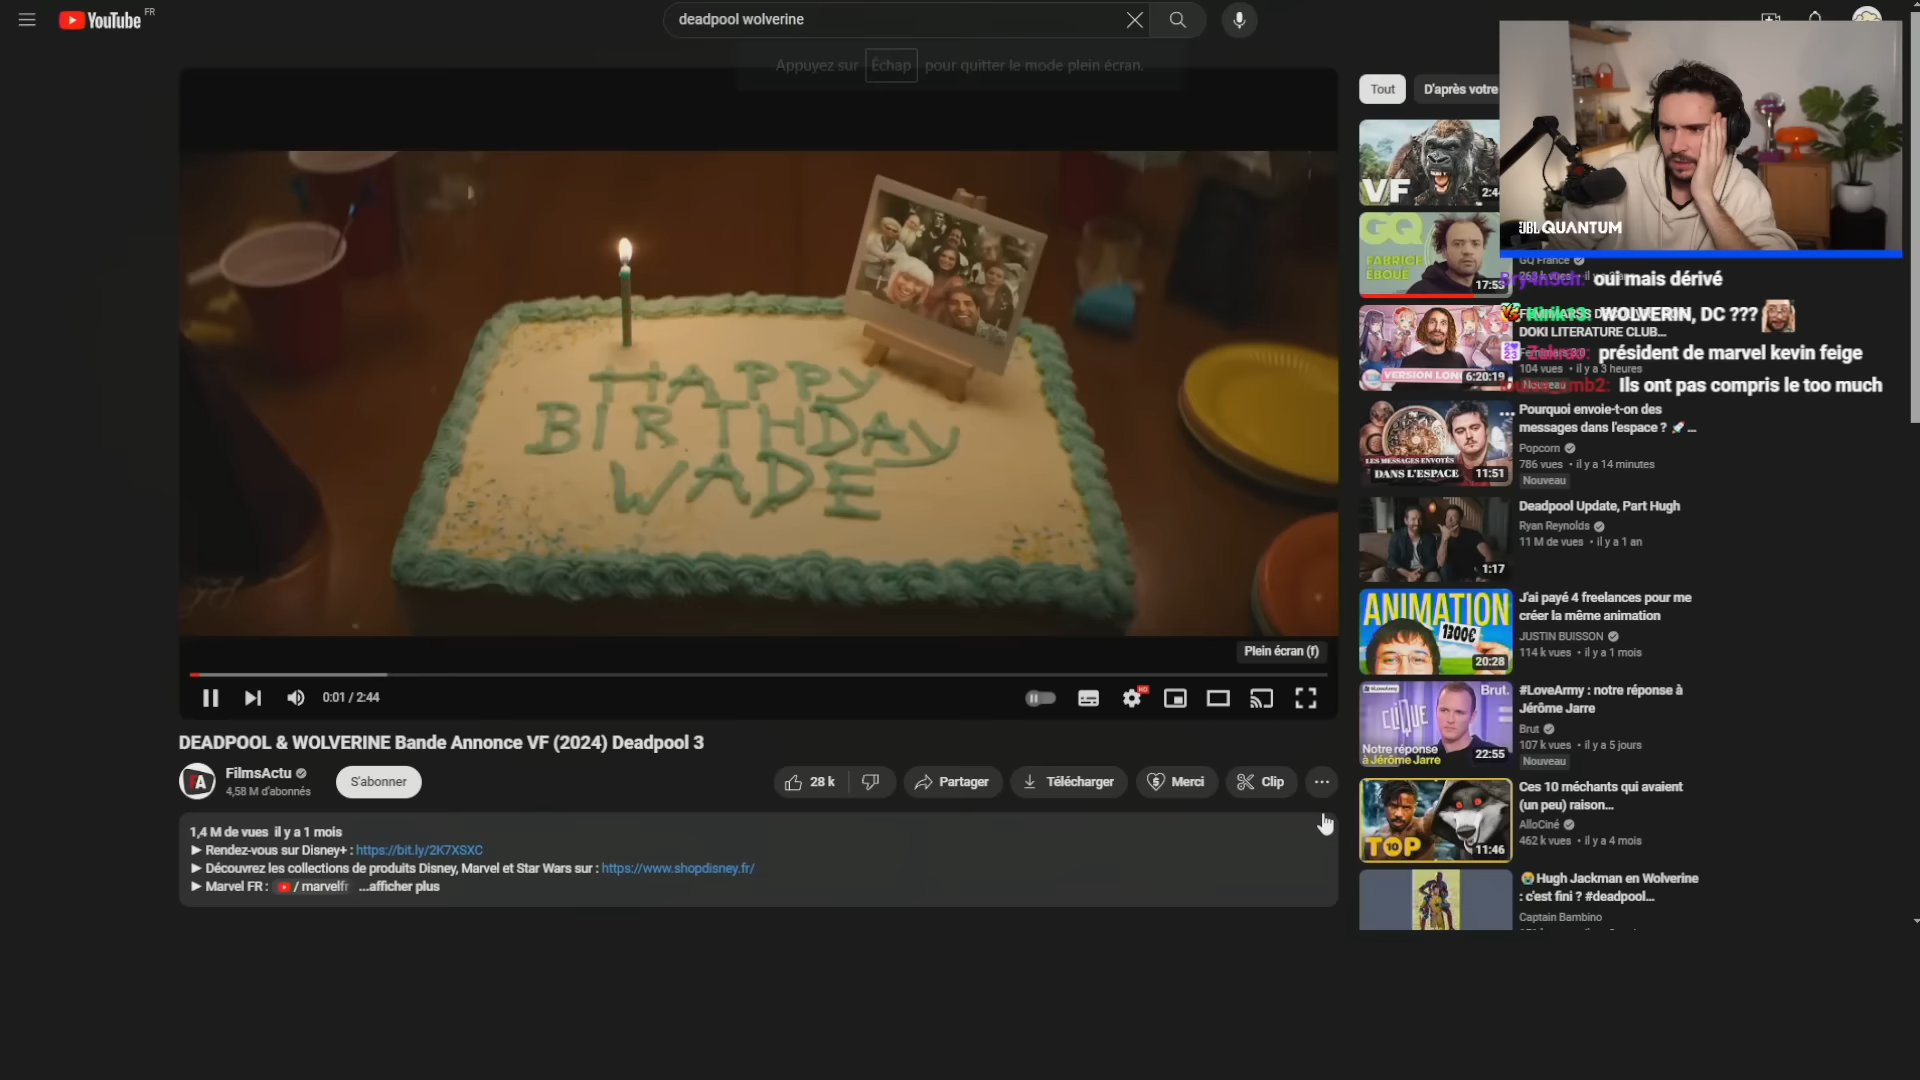 YouTube FR
deadpool wolverine
Appuyez sur Échap pour quitter le mode plein écran.
HAPPY
BIRTHDAY
WADE
Plein écran (f)
0:01 / 2:44
HD
DEADPOOL & WOLVERINE Bande Annonce VF (2024) Deadpool 3
FA
FilmsActu
4,58 M d'abonnés
S'abonner
28 k
Partager
Télécharger
Merci
Clip
1,4 M de vues il y a 1 mois
▶ Rendez-vous sur Disney+ : https://bit.ly/2K7XSXC
▶ Découvrez les collections de produits Disney, Marvel et Star Wars sur : https://www.shopdisney.fr/
▶ Marvel FR : / marvelfr ...afficher plus
Tout
D'après votre
JBL QUANTUM
VF
GQ
FABRICE
ÉBOUÉ
17:53
GQ France
oui mais dérivé
WOLVERIN, DC ???
président de marvel kevin feige
Ils ont pas compris le too much
VERSION LON
6:20:19
DOKI LITERATURE CLUB...
104 vues • il y a 3 heures
LES MESSAGES ENVOYÉS
DANS L'ESPACE
11:51
Pourquoi envoie-t-on des
messages dans l'espace ? 🚀 ...
Popcorn
786 vues • il y a 14 minutes
Nouveau
1:17
Deadpool Update, Part Hugh
Ryan Reynolds
11 M de vues • il y a 1 an
ANIMATION
1300€
20:28
J'ai payé 4 freelances pour me
créer la même animation
JUSTIN BUISSON
114 k vues • il y a 1 mois
#LoveArmy
Brut.
CLIQUE
Notre réponse
à Jérôme Jarre
22:55
#LoveArmy : notre réponse à
Jérôme Jarre
Brut
107 k vues • il y a 5 jours
Nouveau
TOP 10
11:46
Ces 10 méchants qui avaient
(un peu) raison...
AlloCiné
462 k vues • il y a 4 mois
😭Hugh Jackman en Wolverine
: c'est fini ? #deadpool...
Captain Bambino